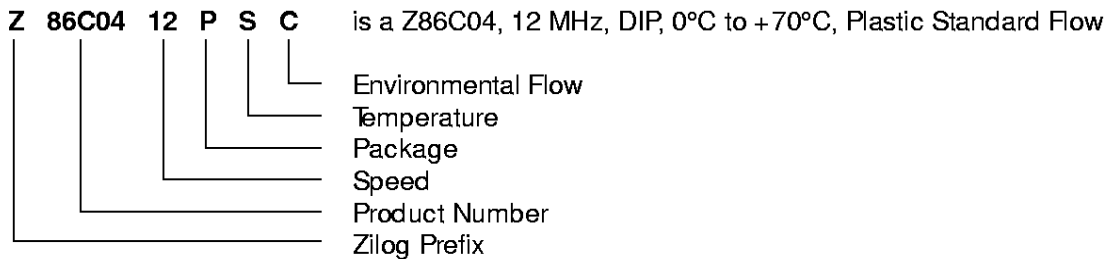 Z 86C04 12 P S C is a Z86C04, 12 MHz, DIP, 0°C to +70°C, Plastic Standard Flow
Environmental Flow
Temperature
Package
Speed
Product Number
Zilog Prefix